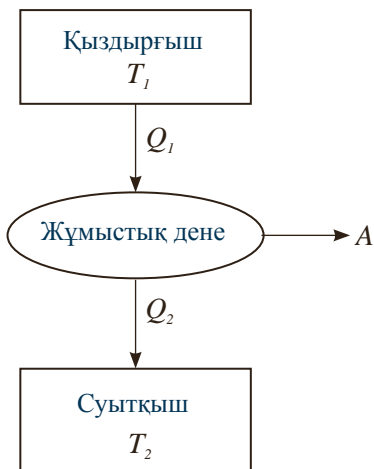 Қыздырғыш
T₁
Q₁
Жұмыстық дене
A
Q₂
Суытқыш
T₂